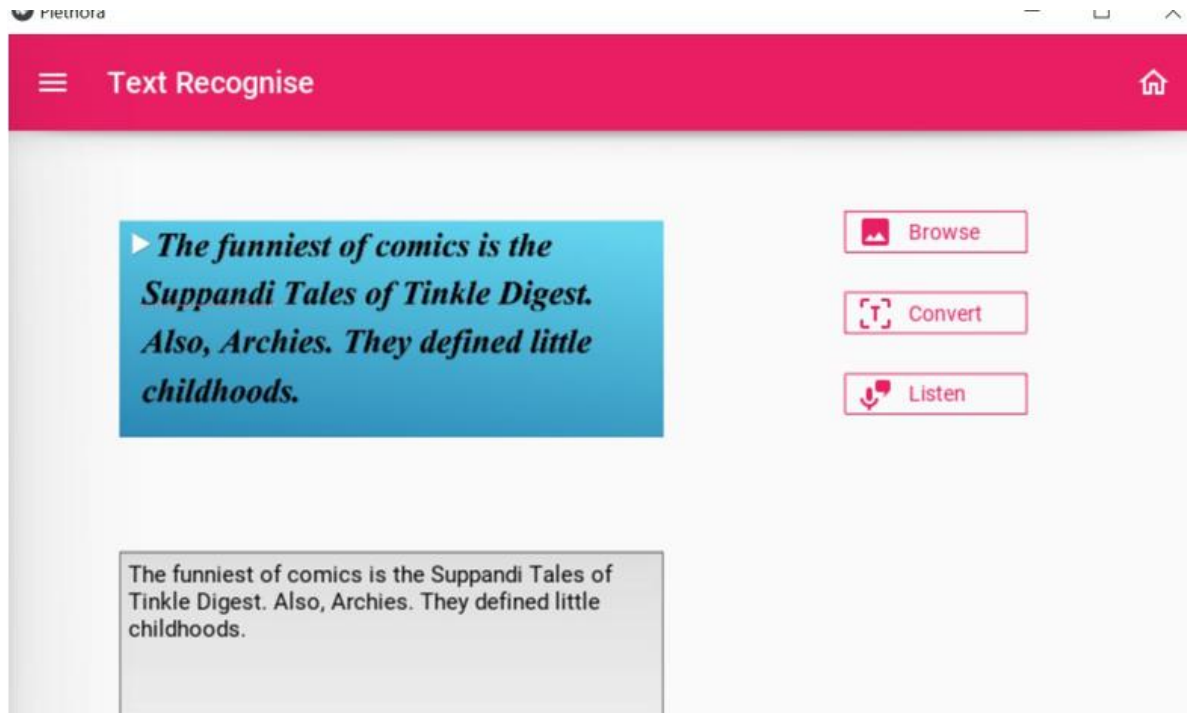 Plethora
Text Recognise
The funniest of comics is the
Suppandi Tales of Tinkle Digest.
Also, Archies. They defined little
childhoods.
Browse
Convert
Listen
The funniest of comics is the Suppandi Tales of
Tinkle Digest. Also, Archies. They defined little
childhoods.